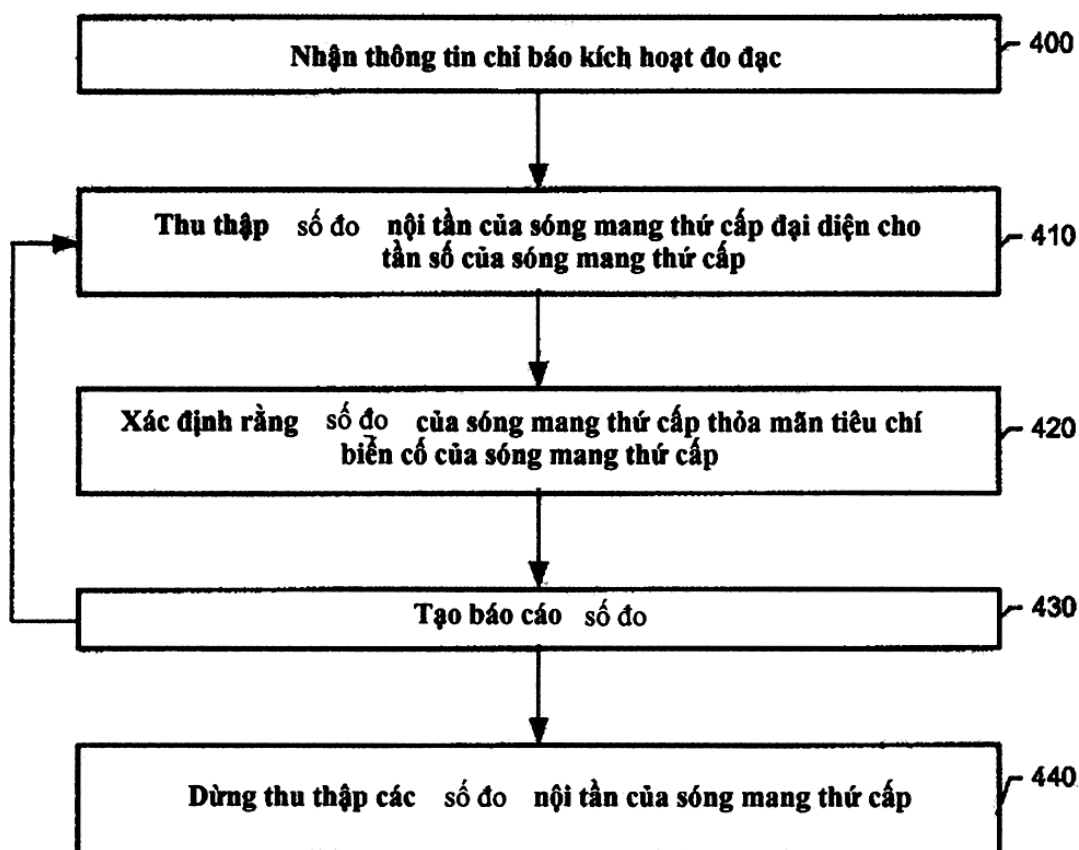 Nhận thông tin chỉ báo kích hoạt đo đạc
400
Thu thập số đo nội tần của sóng mang thứ cấp đại diện cho
tần số của sóng mang thứ cấp
410
Xác định rằng số đo của sóng mang thứ cấp thỏa mãn tiêu chí
biến cố của sóng mang thứ cấp
420
Tạo báo cáo số đo
430
Dừng thu thập các số đo nội tần của sóng mang thứ cấp
440